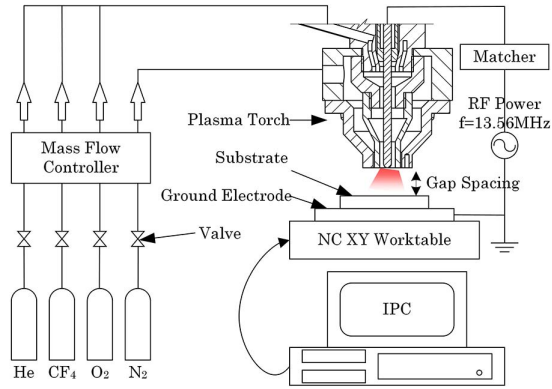 Matcher
RF Power
f=13.56MHz
Plasma Torch
Mass Flow
Controller
Substrate
Gap Spacing
Ground Electrode
Valve
NC XY Worktable
IPC
He CF₄ O₂ N₂